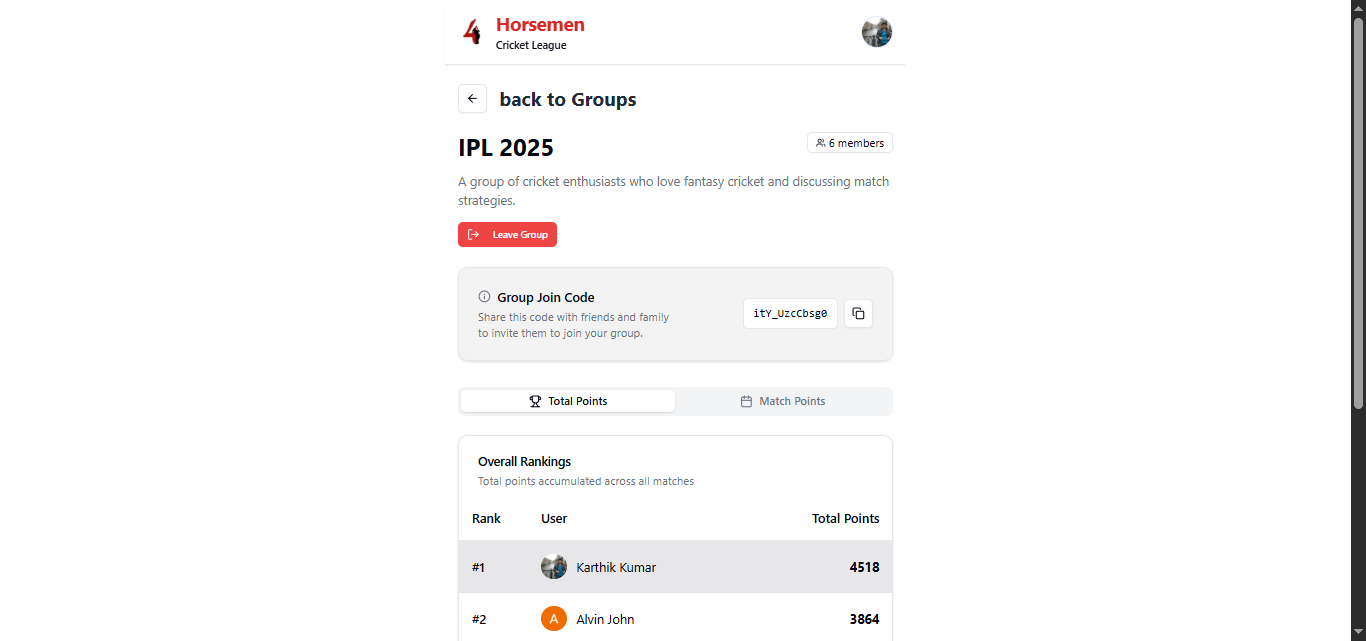 4
Horsemen
Cricket League
back to Groups
IPL 2025
6 members
A group of cricket enthusiasts who love fantasy cricket and discussing match
strategies.
Leave Group
Group Join Code
Share this code with friends and family
to invite them to join your group.
itY_UzcCbsg0
Total Points
Match Points
Overall Rankings
Total points accumulated across all matches
Rank User Total Points
#1 Karthik Kumar 4518
#2 A Alvin John 3864